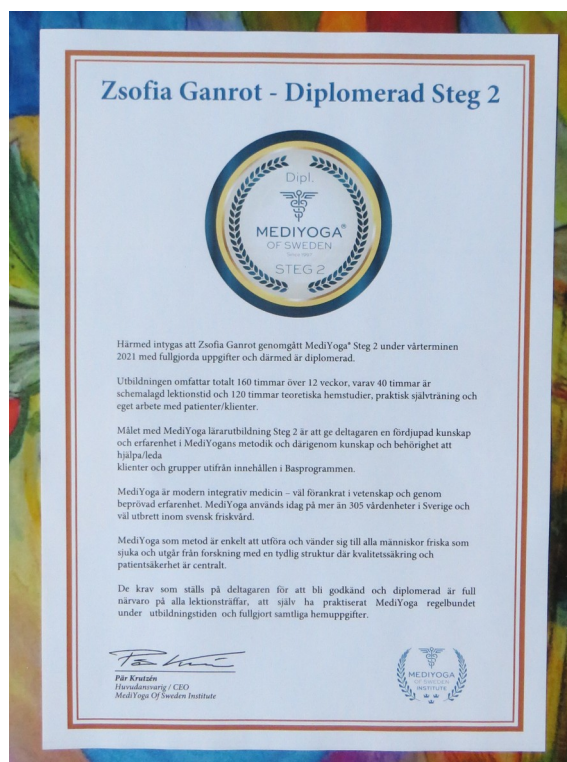 Zsofia Ganrot - Diplomerad Steg 2
Dipl.
MEDIYOGA®
OF SWEDEN
Since 1997
STEG 2
Härmed intygas att Zsofia Ganrot genomgått MediYoga® Steg 2 under vårterminen
2021 med fullgjorda uppgifter och därmed är diplomerad.
Utbildningen omfattar totalt 160 timmar över 12 veckor, varav 40 timmar är
schemalagd lektionstid och 120 timmar teoretiska hemstudier, praktisk självträning och
eget arbete med patienter/klienter.
Målet med MediYoga lärarutbildning Steg 2 är att ge deltagaren en fördjupad kunskap
och erfarenhet i MediYogans metodik och därigenom kunskap och behörighet att
hjälpa/leda
klienter och grupper utifrån innehållen i Basprogrammen.
MediYoga är modern integrativ medicin – väl förankrat i vetenskap och genom
beprövad erfarenhet. MediYoga används idag på mer än 305 vårdenheter i Sverige och
väl utbrett inom svensk friskvård.
MediYoga som metod är enkelt att utföra och vänder sig till alla människor friska som
sjuka och utgår från forskning med en tydlig struktur där kvalitetssäkring och
patientsäkerhet är centralt.
De krav som ställs på deltagaren för att bli godkänd och diplomerad är full
närvaro på alla lektionsträffar, att själv ha praktiserat MediYoga regelbundet
under utbildningstiden och fullgjort samtliga hemuppgifter.
Pär Krutzén
Huvudansvarig / CEO
MediYoga Of Sweden Institute
MEDIYOGA
OF SWEDEN
INSTITUTE